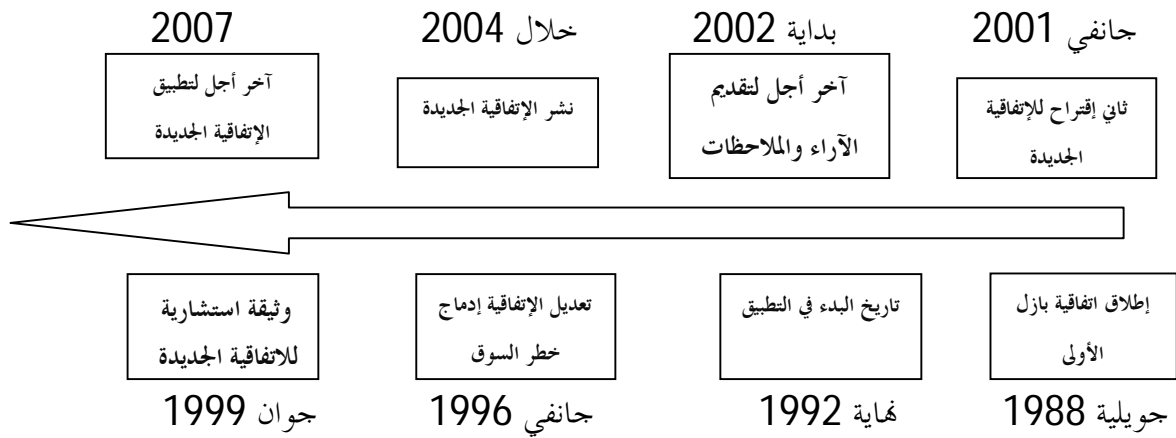 جانفي 2001
بداية 2002
خلال 2004
2007
ثاني إقتراح للإتفاقية
الجديدة
آخر أجل لتقديم
الآراء والملاحظات
نشر الإتفاقية الجديدة
آخر أجل لتطبيق
الإتفاقية الجديدة
إطلاق اتفاقية بازل
الأولى
تاريخ البدء في التطبيق
تعديل الإتفاقية إدماج
خطر السوق
وثيقة استشارية
للاتفاقية الجديدة
جويلية 1988
نهاية 1992
جانفي 1996
جوان 1999